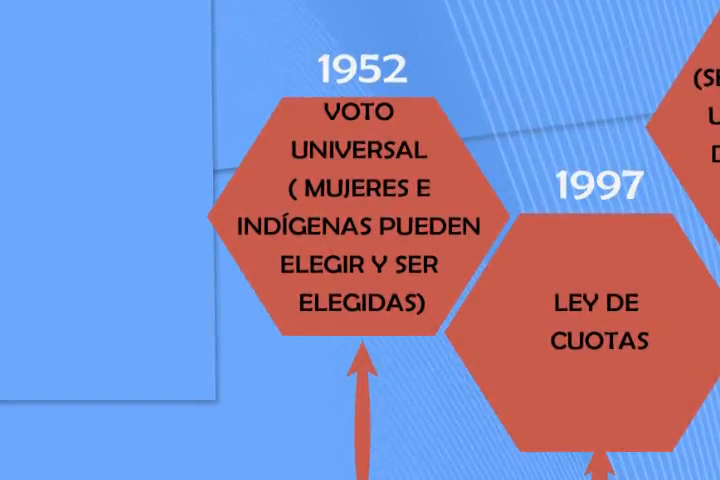 1952
VOTO
UNIVERSAL
( MUJERES E
INDÍGENAS PUEDEN
ELEGIR Y SER
ELEGIDAS)
1997
LEY DE
CUOTAS